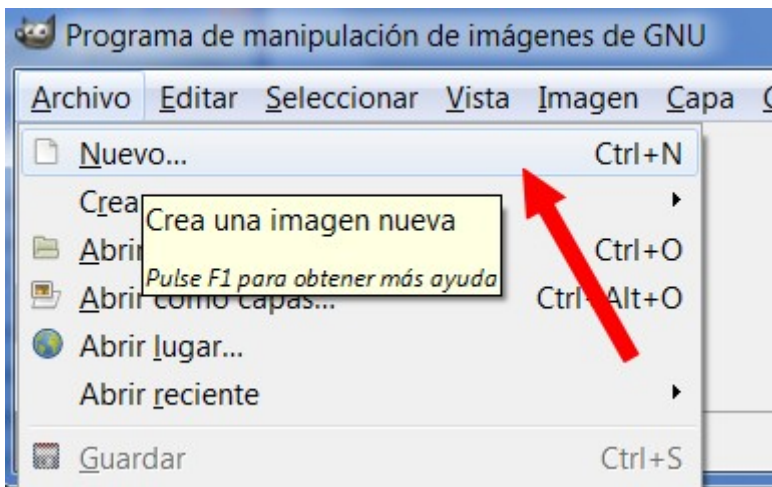 Programa de manipulación de imágenes de GNU
Archivo Editar Seleccionar Vista Imagen Capa
Nuevo... Ctrl+N
Crea una imagen nueva
Abrir Ctrl+O
Pulse F1 para obtener más ayuda
Abrir como capas... Ctrl+Alt+O
Abrir lugar...
Abrir reciente
Guardar Ctrl+S